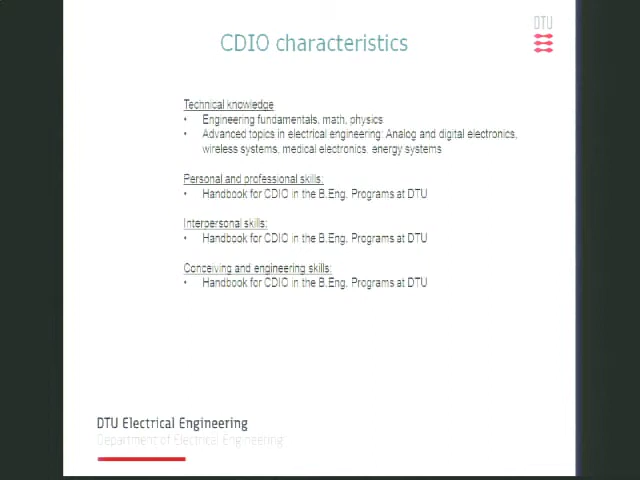 DTU
CDIO characteristics
Technical knowledge
• Engineering fundamentals, math, physics
• Advanced topics in electrical engineering: Analog and digital electronics,
wireless systems, medical electronics, energy systems
Personal and professional skills:
• Handbook for CDIO in the B.Eng. Programs at DTU
Interpersonal skills:
• Handbook for CDIO in the B.Eng. Programs at DTU
Conceiving and engineering skills:
• Handbook for CDIO in the B.Eng. Programs at DTU
DTU Electrical Engineering
Department of Electrical Engineering